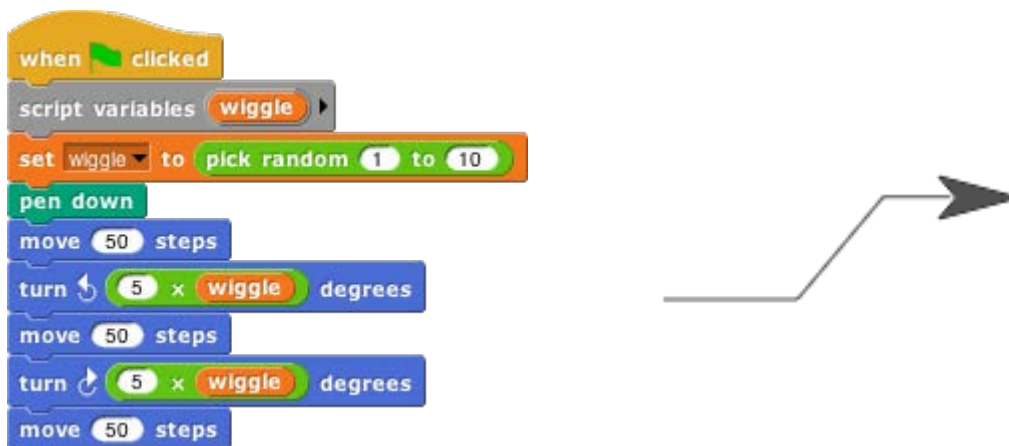 when clicked
script variables wiggle
set wiggle to pick random 1 to 10
pen down
move 50 steps
turn 5 × wiggle degrees
move 50 steps
turn 5 × wiggle degrees
move 50 steps